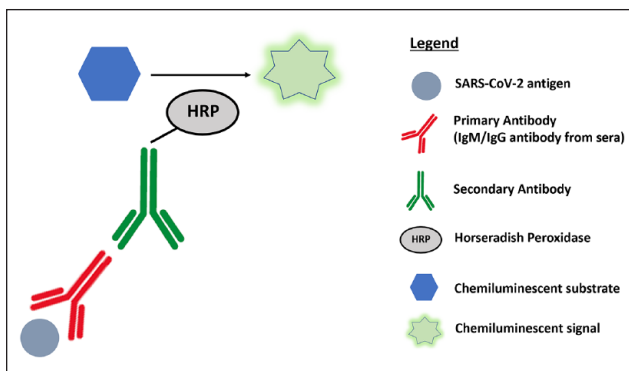 Legend
SARS-CoV-2 antigen
HRP
Primary Antibody
(IgM/IgG antibody from sera)
Secondary Antibody
HRP
Horseradish Peroxidase
Chemiluminescent substrate
Chemiluminescent signal